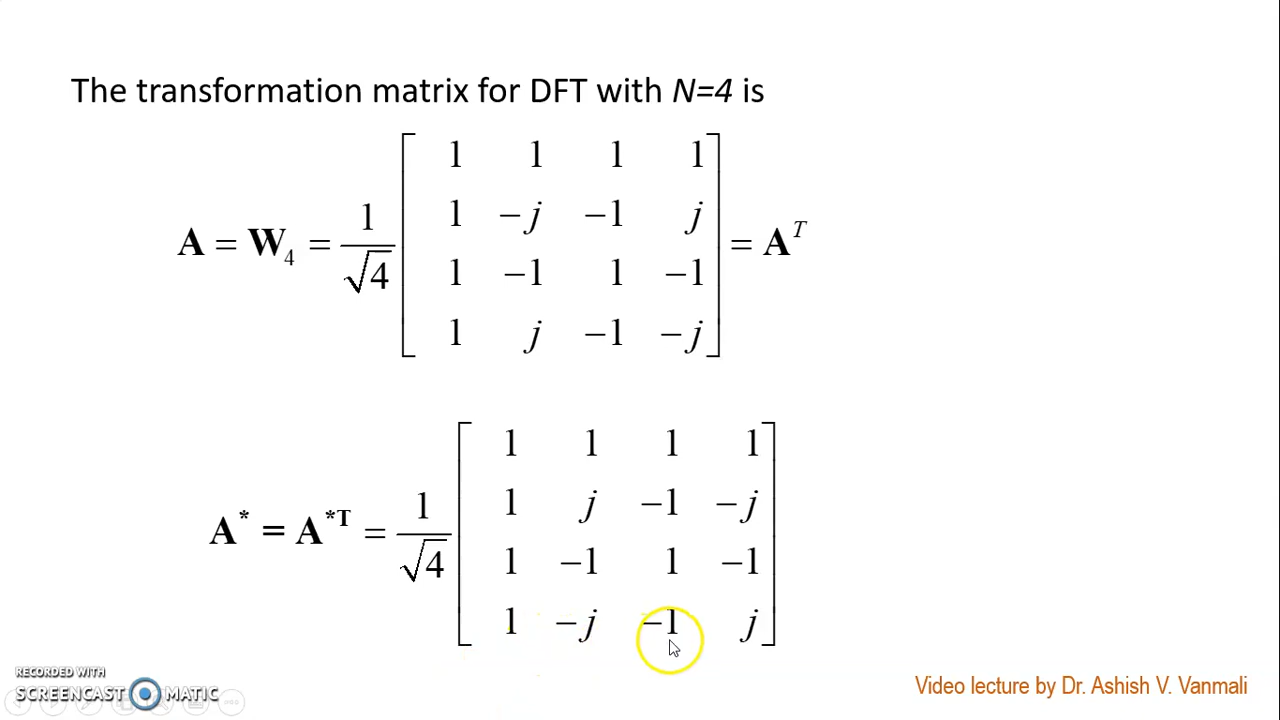 The transformation matrix for DFT with N=4 is
A = W₄ = 1/√4 [ 1 1 1 1
1 −j −1 j
1 −1 1 −1
1 j −1 −j ] = Aᵀ
A* = A*ᵀ = 1/√4 [ 1 1 1 1
1 j −1 −j
1 −1 1 −1
1 −j −1 j ]
RECORDED WITH
SCREENCAST MATIC
Video lecture by Dr. Ashish V. Vanmali